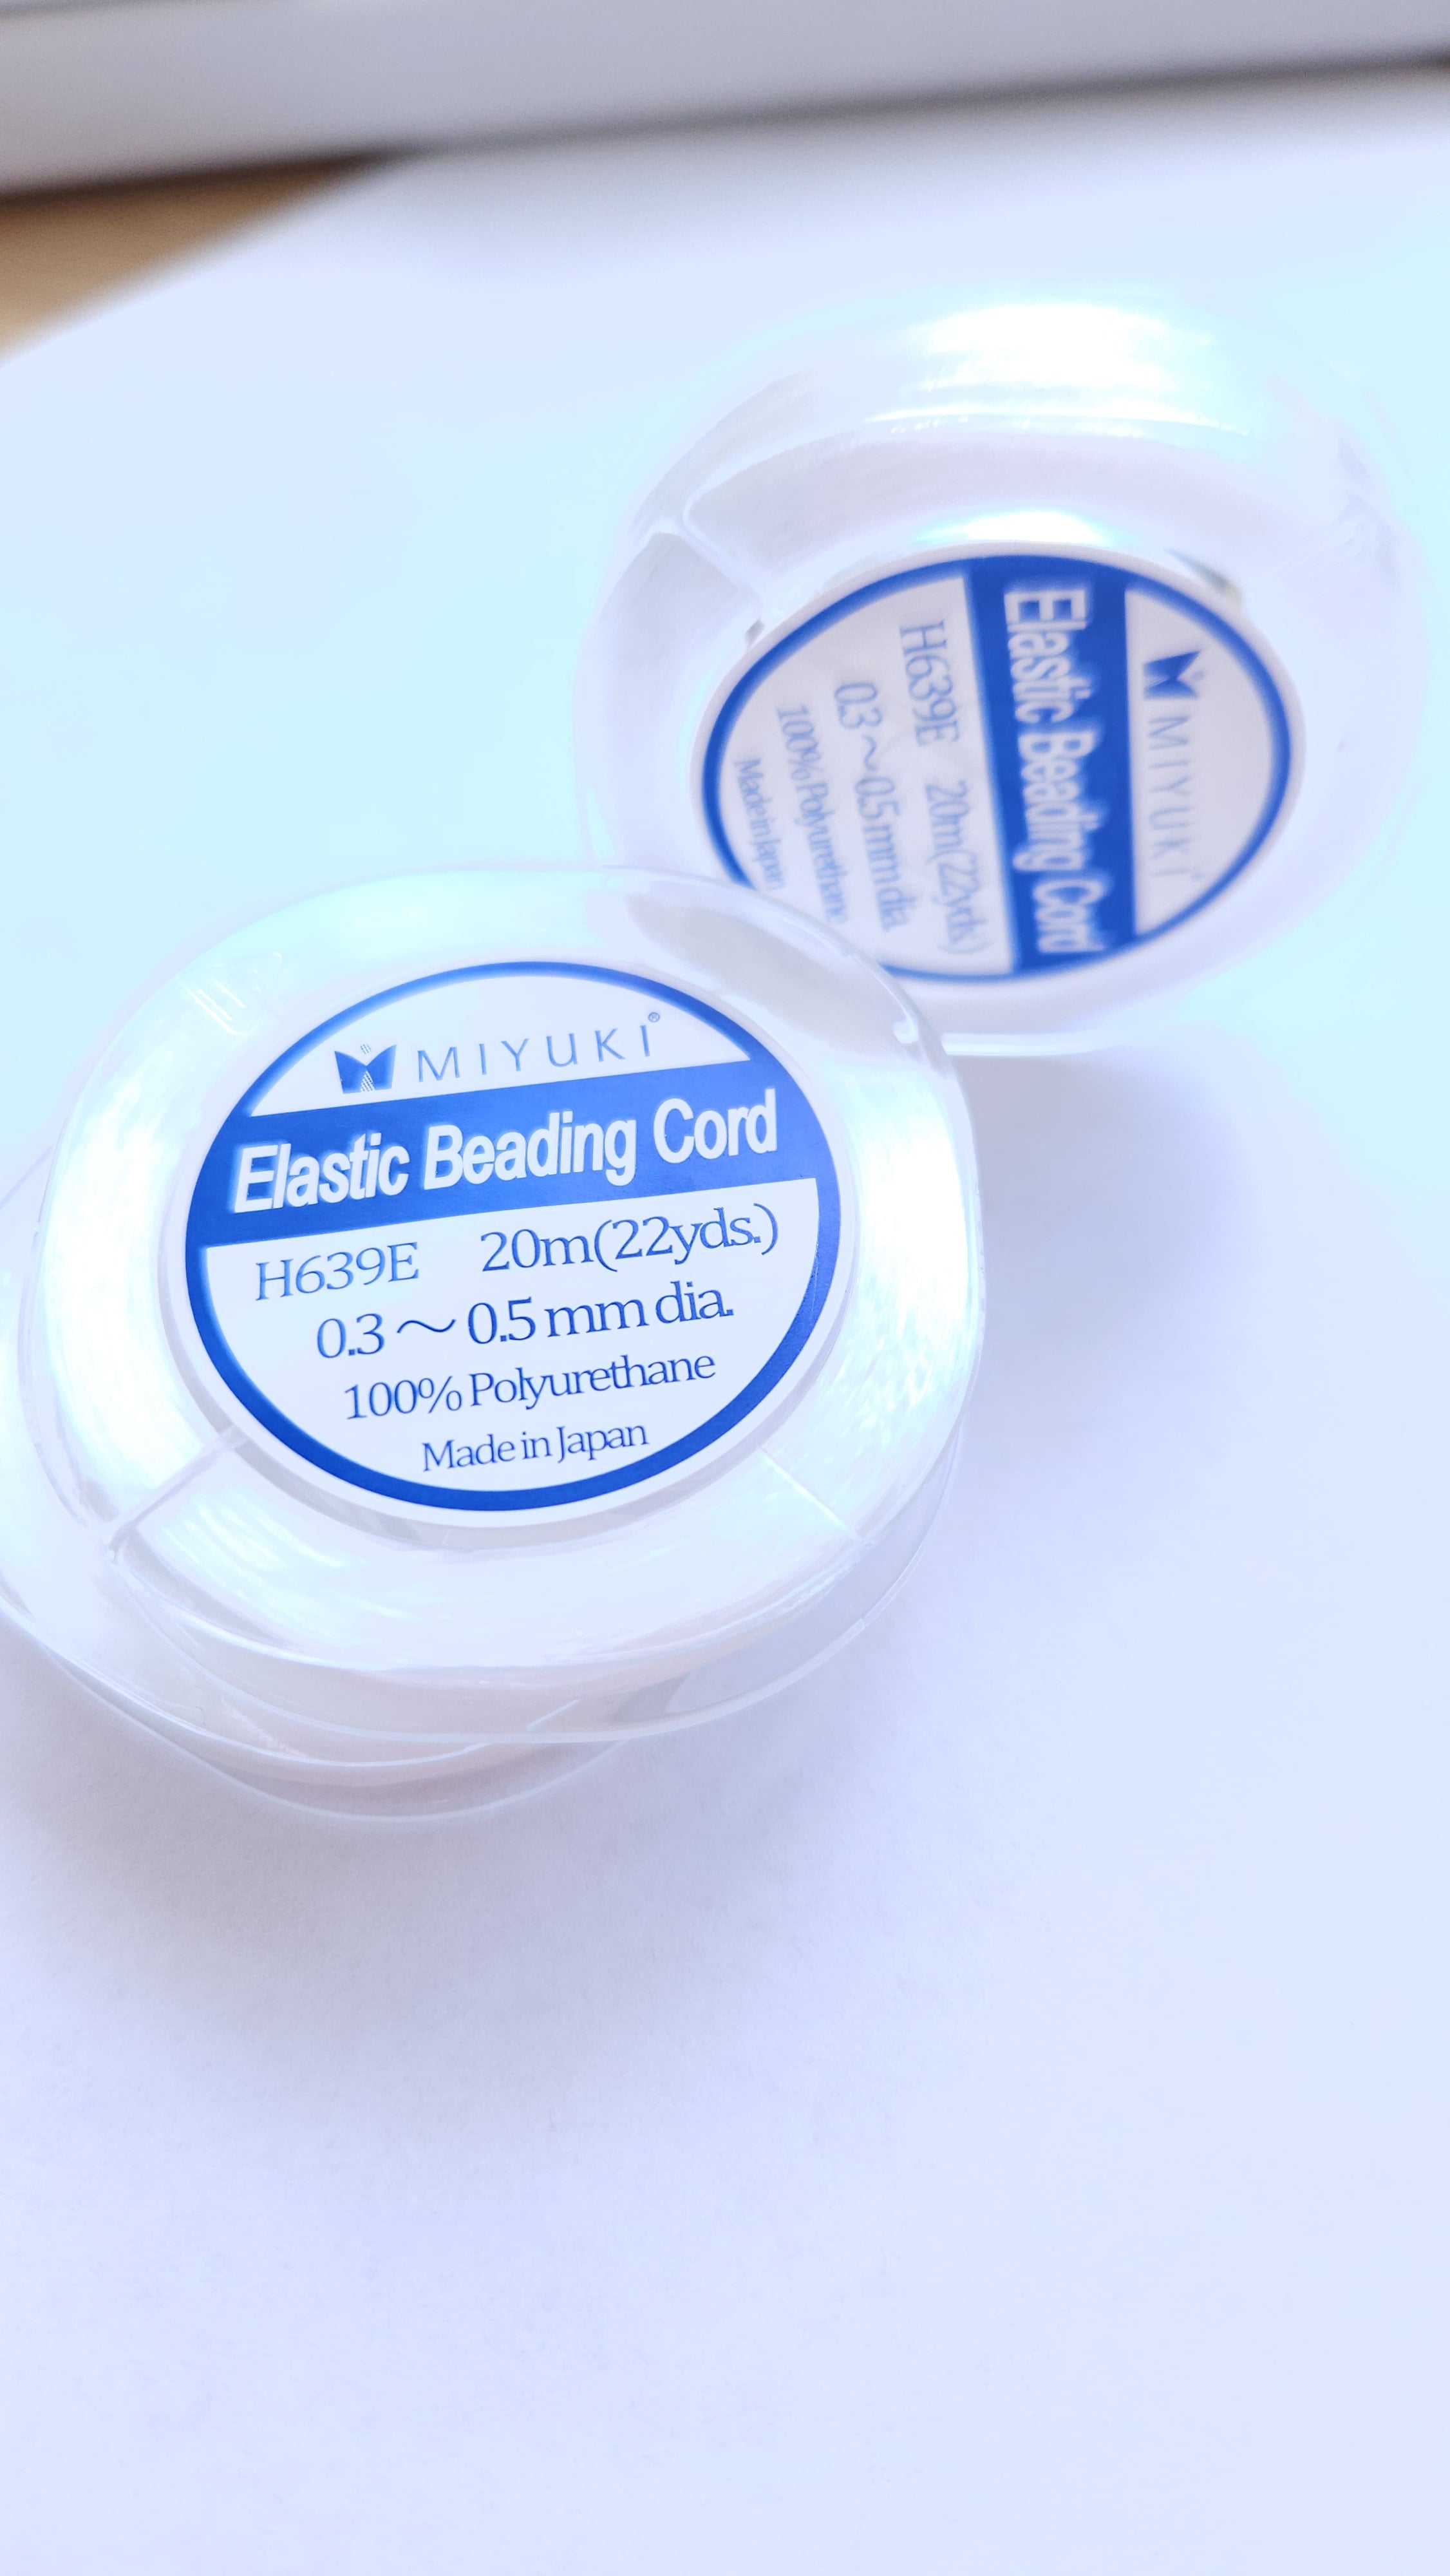 MIYUKI®
Elastic Beading Cord
H639E 20m(22yds.)
0.3～0.5 mm dia.
100% Polyurethane
Made in Japan
MIYUKI
Elastic Beading Cord
H639E 20m(22yds.)
0.3～0.5 mm dia.
100% Polyurethane
Made in Japan